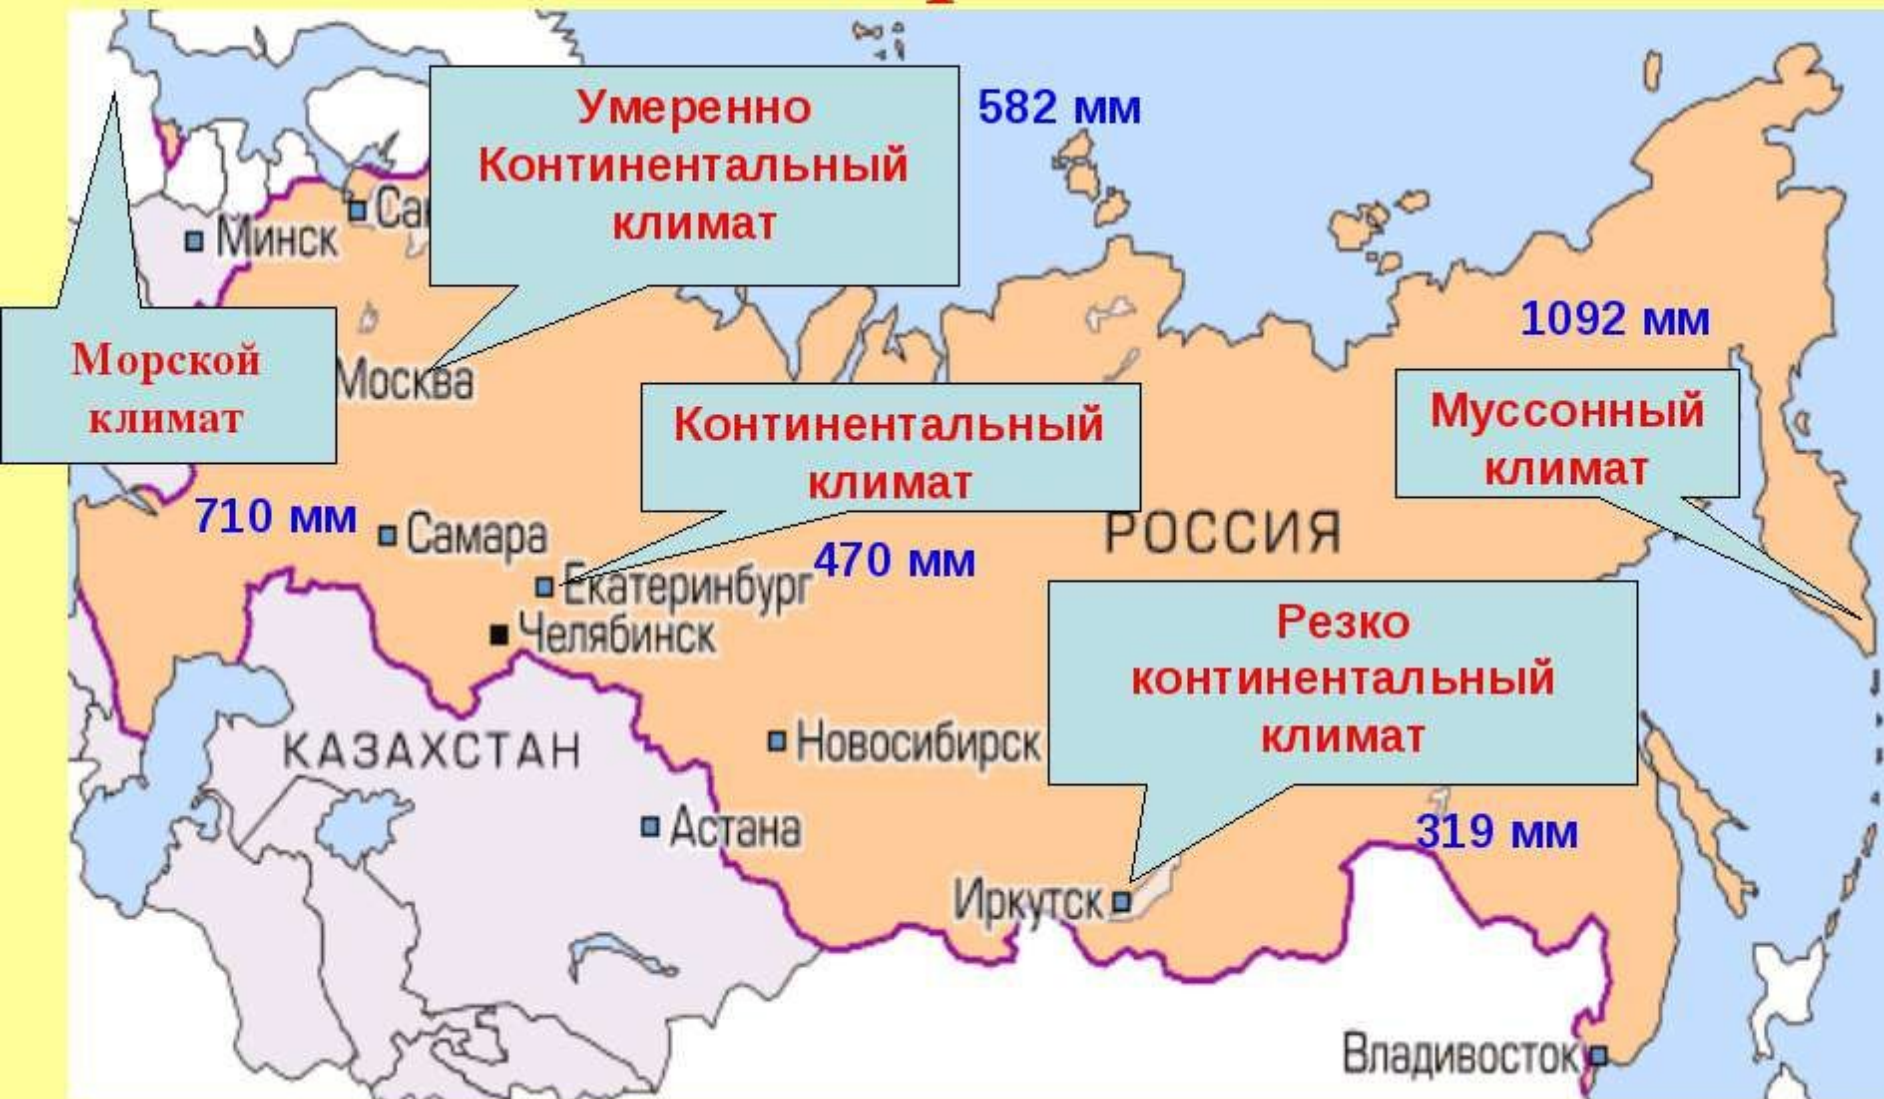 Умеренно
Континентальный
климат
582 мм
Минск
1092 мм
Морской
климат
Москва
Континентальный
климат
Муссонный
климат
710 мм
Самара
РОССИЯ
470 мм
Екатеринбург
Челябинск
Резко
континентальный
климат
КАЗАХСТАН
Новосибирск
Астана
319 мм
Иркутск
Владивосток